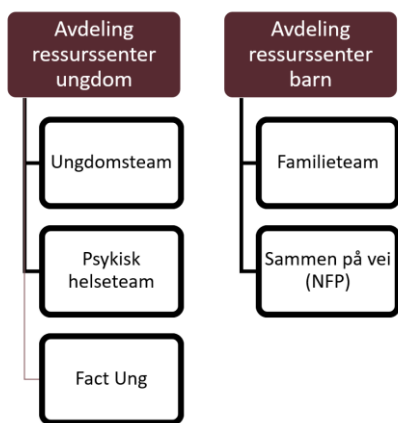 Avdeling
ressurssenter
ungdom
Ungdomsteam
Psykisk
helseteam
Fact Ung
Avdeling
ressurssenter
barn
Familieteam
Sammen på vei
(NFP)